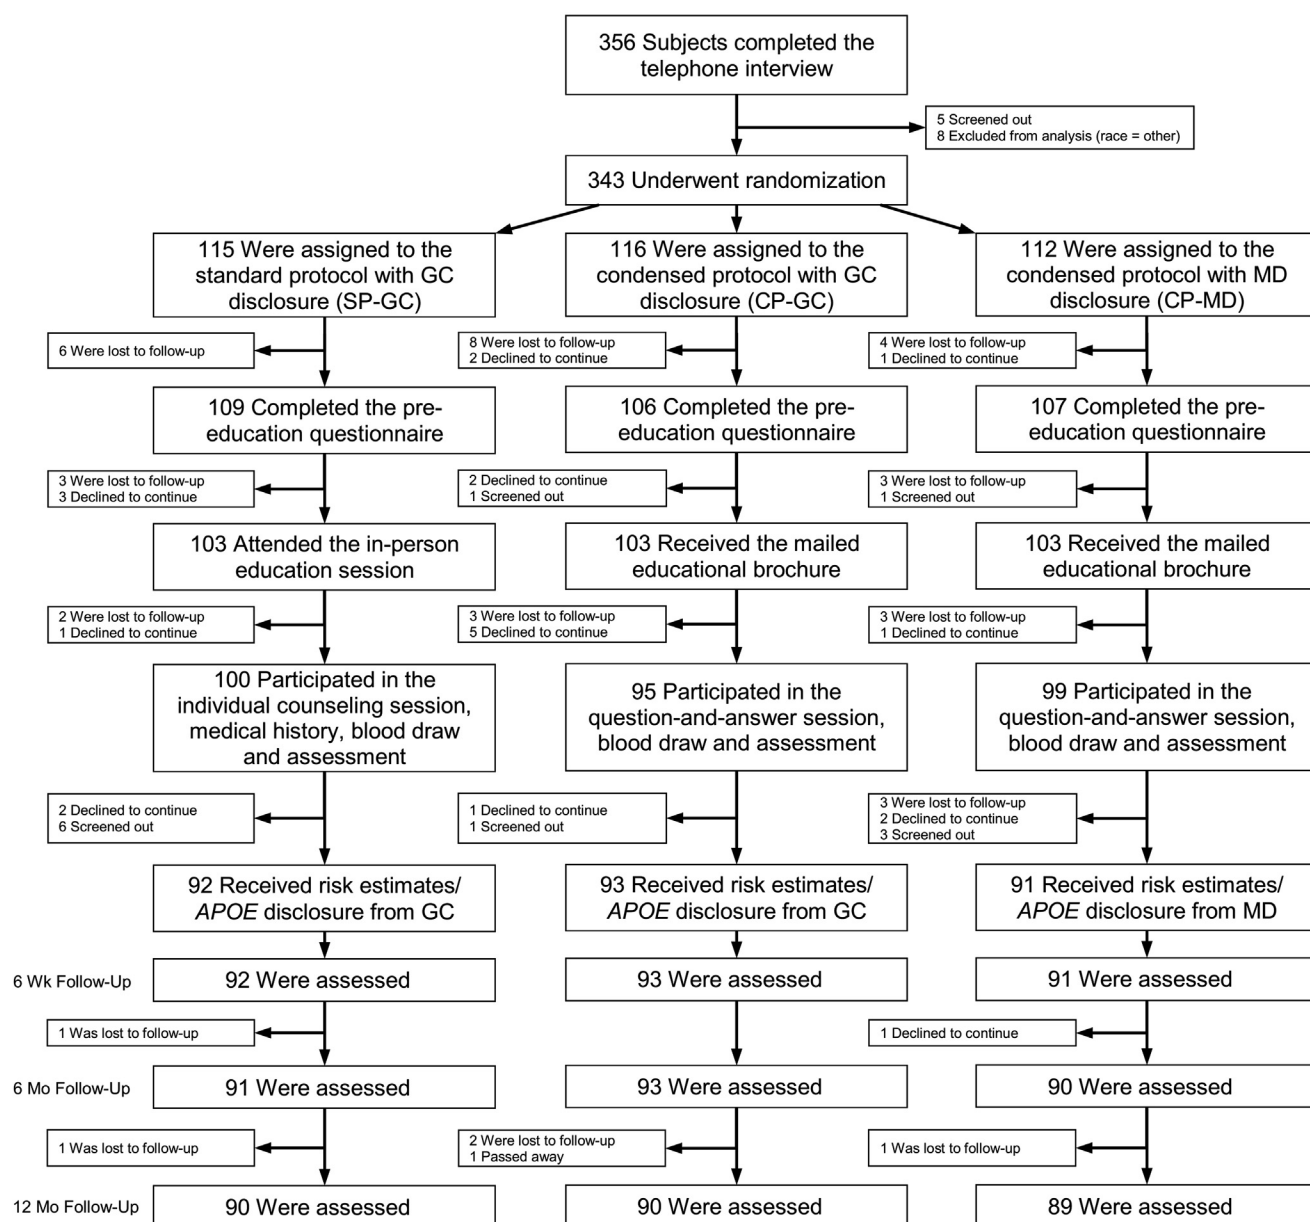 356 Subjects completed the
telephone interview
5 Screened out
8 Excluded from analysis (race = other)
343 Underwent randomization
115 Were assigned to the
standard protocol with GC
disclosure (SP-GC)
116 Were assigned to the
condensed protocol with GC
disclosure (CP-GC)
112 Were assigned to the
condensed protocol with MD
disclosure (CP-MD)
6 Were lost to follow-up
8 Were lost to follow-up
2 Declined to continue
4 Were lost to follow-up
1 Declined to continue
109 Completed the pre-
education questionnaire
106 Completed the pre-
education questionnaire
107 Completed the pre-
education questionnaire
3 Were lost to follow-up
3 Declined to continue
2 Declined to continue
1 Screened out
3 Were lost to follow-up
1 Screened out
103 Attended the in-person
education session
103 Received the mailed
educational brochure
103 Received the mailed
educational brochure
2 Were lost to follow-up
1 Declined to continue
3 Were lost to follow-up
5 Declined to continue
3 Were lost to follow-up
1 Declined to continue
100 Participated in the
individual counseling session,
medical history, blood draw
and assessment
95 Participated in the
question-and-answer session,
blood draw and assessment
99 Participated in the
question-and-answer session,
blood draw and assessment
2 Declined to continue
6 Screened out
1 Declined to continue
1 Screened out
3 Were lost to follow-up
2 Declined to continue
3 Screened out
92 Received risk estimates/
APOE disclosure from GC
93 Received risk estimates/
APOE disclosure from GC
91 Received risk estimates/
APOE disclosure from MD
6 Wk Follow-Up
92 Were assessed
93 Were assessed
91 Were assessed
1 Was lost to follow-up
1 Declined to continue
6 Mo Follow-Up
91 Were assessed
93 Were assessed
90 Were assessed
1 Was lost to follow-up
2 Were lost to follow-up
1 Passed away
1 Was lost to follow-up
12 Mo Follow-Up
90 Were assessed
90 Were assessed
89 Were assessed